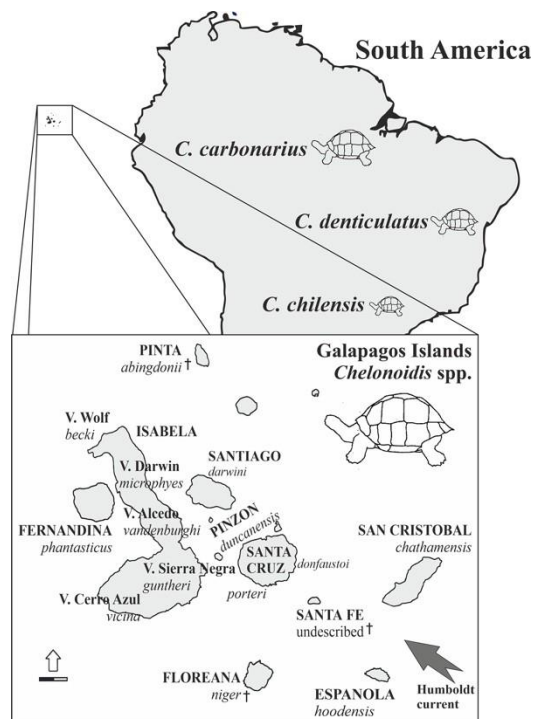 South America
C. carbonarius
C. denticulatus
C. chilensis
Galapagos Islands
Chelonoidis spp.
PINTA
abingdonii †
V. Wolf
becki
ISABELA
V. Darwin
microphyes
SANTIAGO
darwini
FERNANDINA
phantasticus
V. Alcedo
vandenburghi
PINZON
duncanensis
SAN CRISTOBAL
chathamensis
SANTA
CRUZ
donfaustoi
porteri
V. Sierra Negra
guntheri
V. Cerro Azul
vicina
SANTA FE
undescribed †
FLOREANA
niger †
ESPANOLA
hoodensis
Humboldt
current